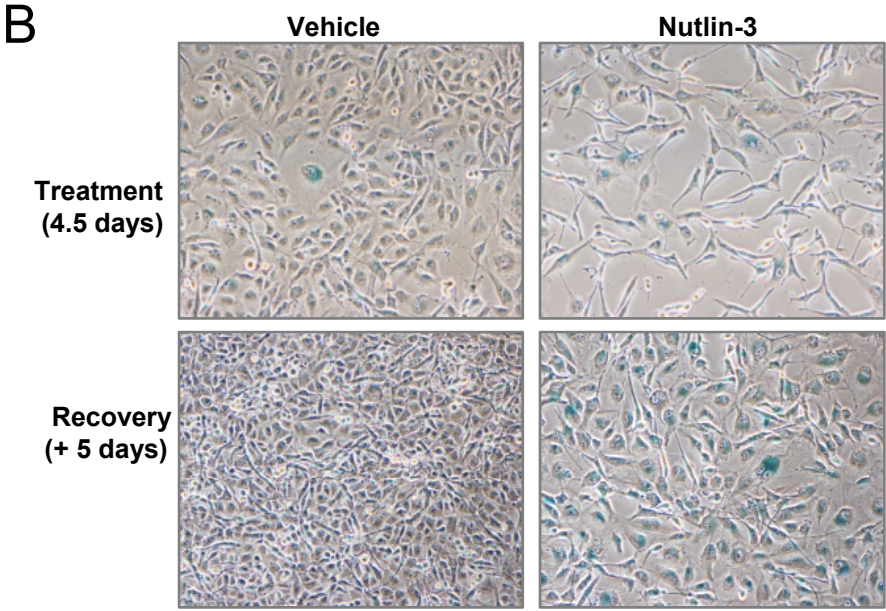 B
Vehicle
Nutlin-3
Treatment
(4.5 days)
Recovery
(+ 5 days)